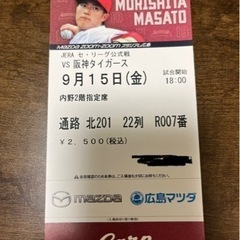 MORISHITA
MASATO
MAZDA Zoom-Zoom スタジアム広島
JERA セ・リーグ公式戦
VS 阪神タイガース
試合開始
9月15日(金) 18:00
内野2階指定席
通路 北201 22列 R007番
¥2,500(税込)
mazda
広島マツダ
Carp